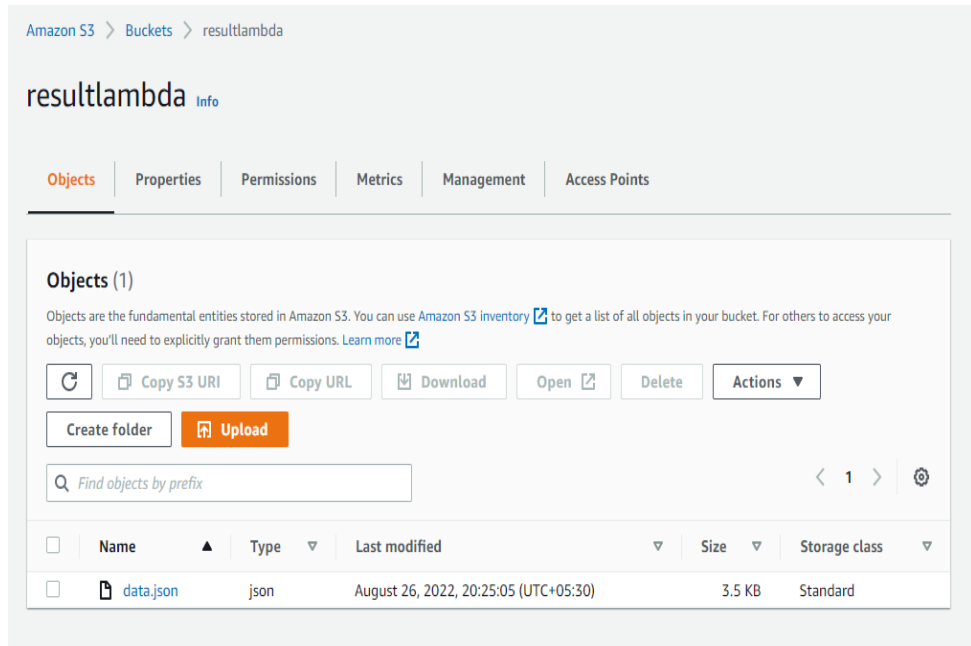 Amazon S3 > Buckets > resultlambda
resultlambda Info
Objects Properties Permissions Metrics Management Access Points
Objects (1)
Objects are the fundamental entities stored in Amazon S3. You can use Amazon S3 inventory to get a list of all objects in your bucket. For others to access your
objects, you'll need to explicitly grant them permissions. Learn more
Copy S3 URI Copy URL Download Open Delete Actions
Create folder Upload
Find objects by prefix 1
Name Type Last modified Size Storage class
data.json json August 26, 2022, 20:25:05 (UTC+05:30) 3.5 KB Standard